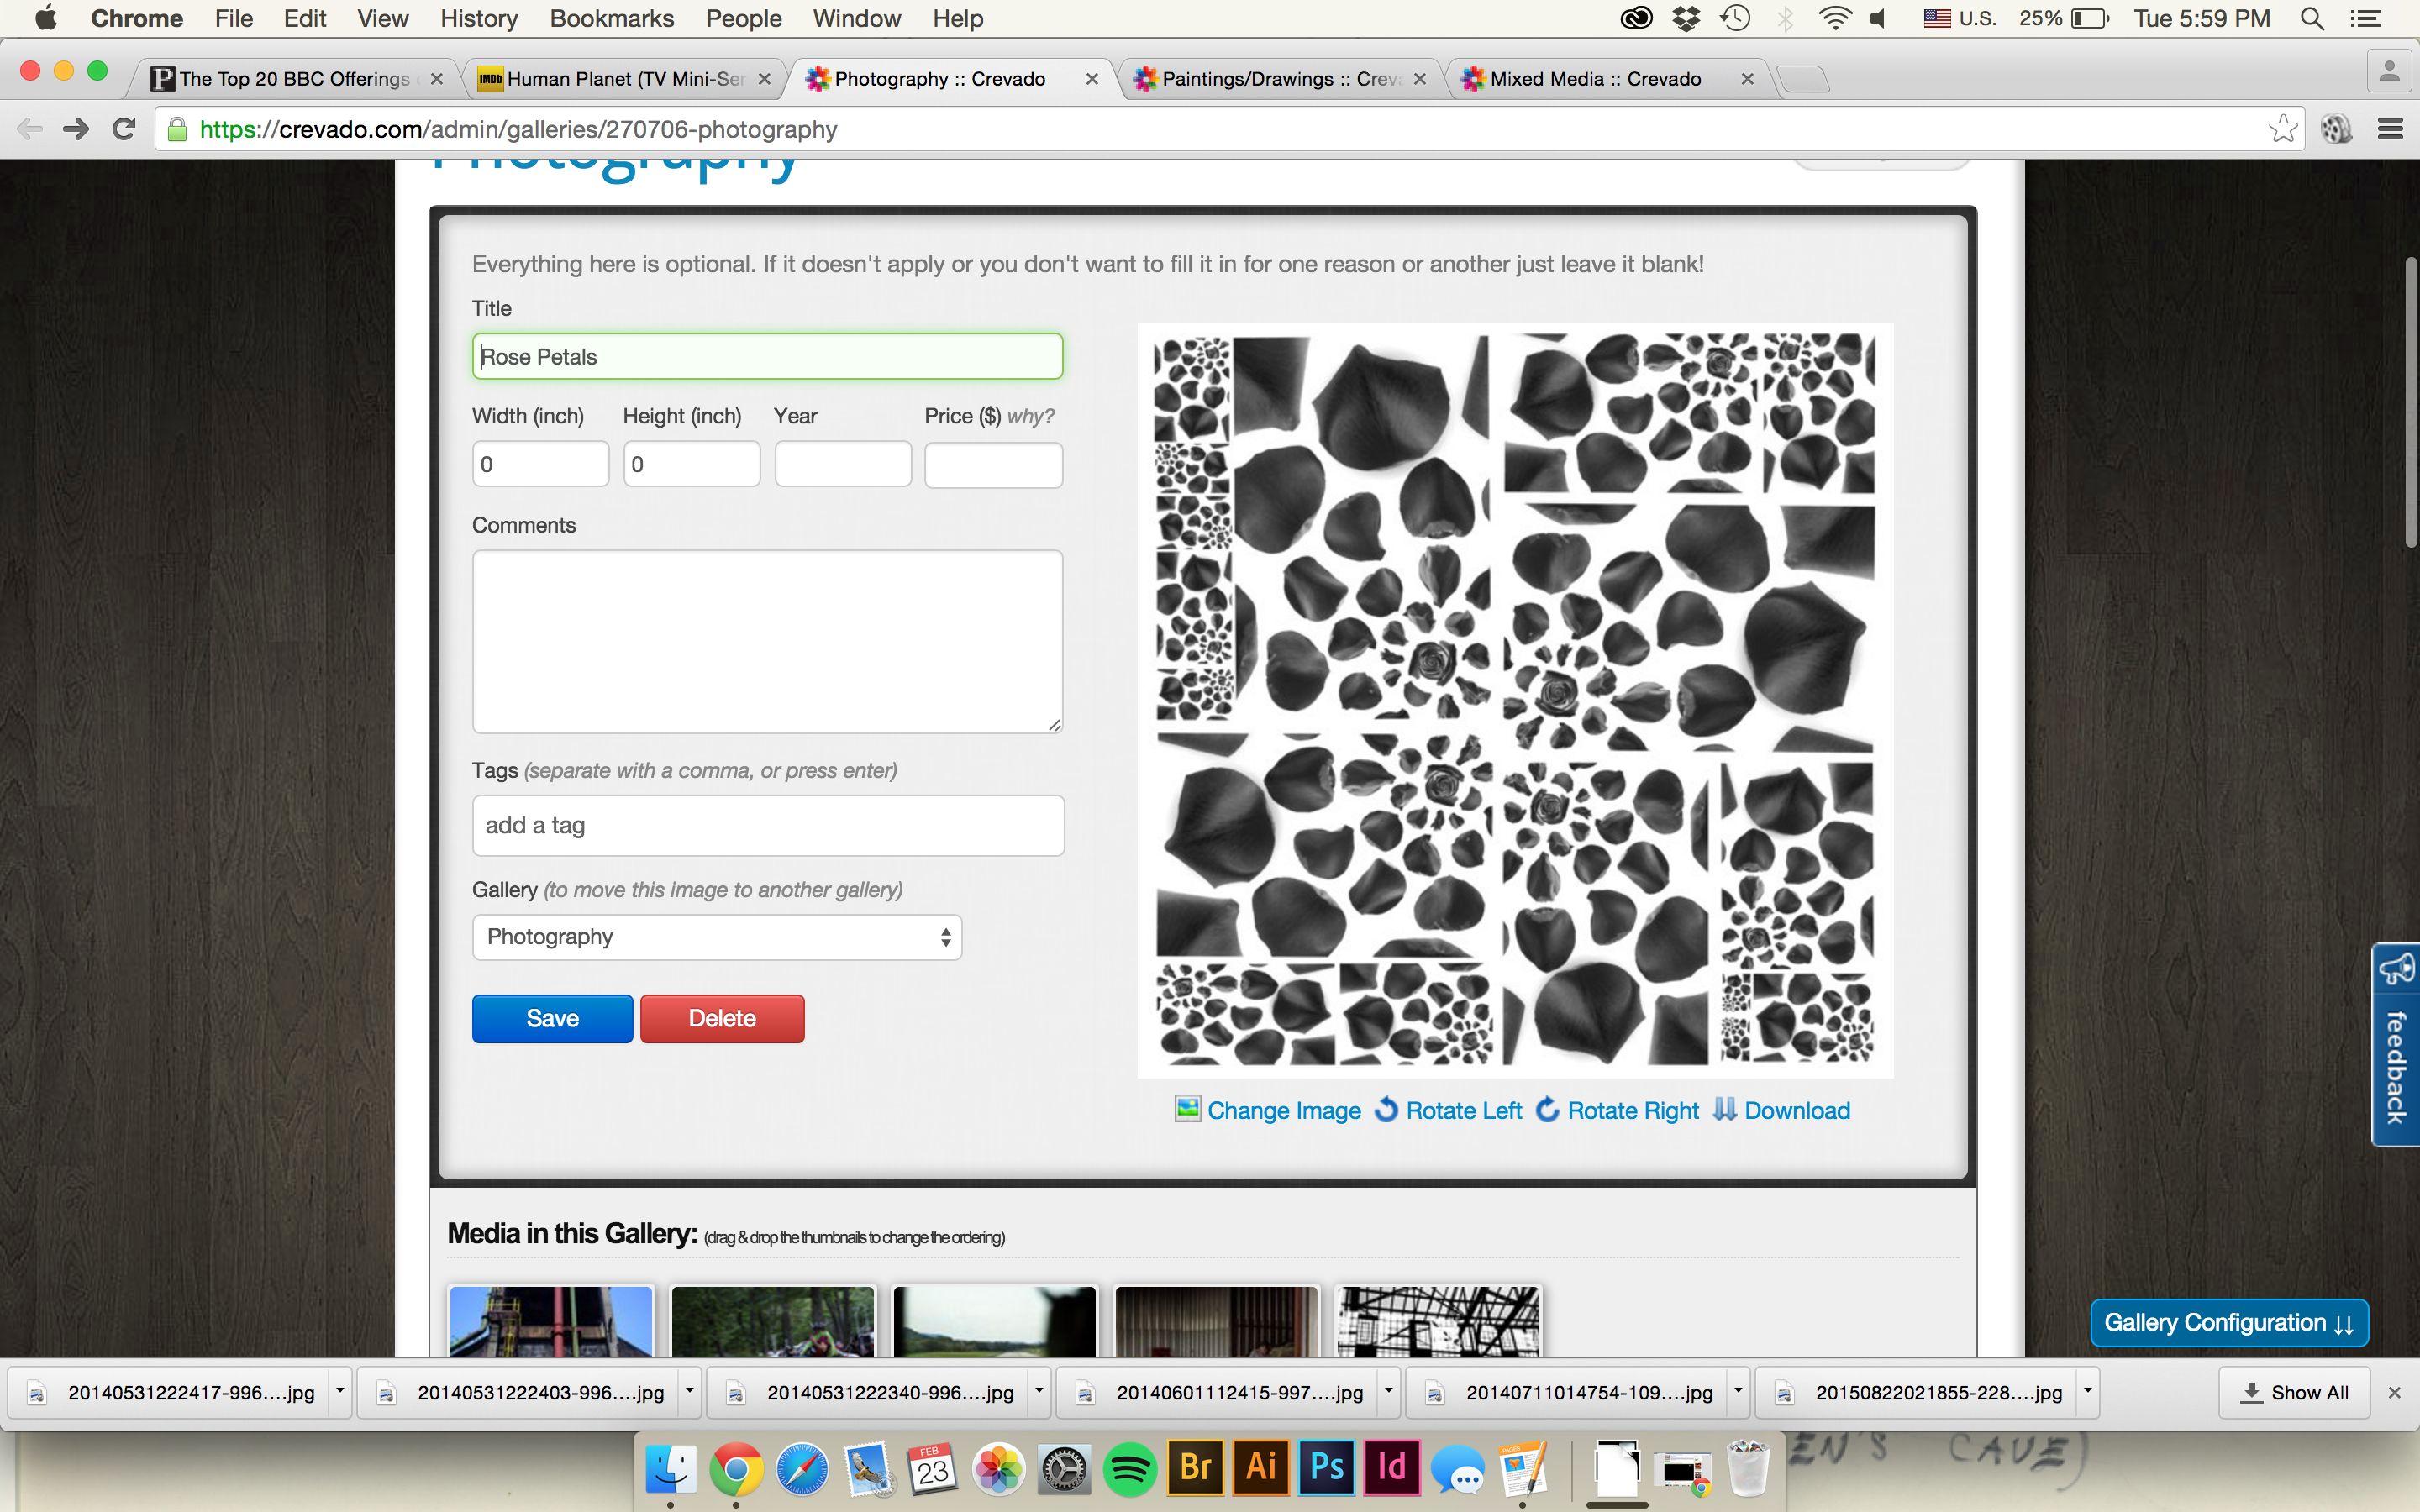 Chrome File Edit View History Bookmarks People Window Help U.S. 25% Tue 5:59 PM
The Top 20 BBC Offerings Human Planet (TV Mini-Ser Photography :: Crevado Paintings/Drawings :: Creva Mixed Media :: Crevado
https://crevado.com/admin/galleries/270706-photography
Photography
Everything here is optional. If it doesn't apply or you don't want to fill it in for one reason or another just leave it blank!
Title
Rose Petals
Width (inch) Height (inch) Year Price ($) why?
0 0
Comments
Tags (separate with a comma, or press enter)
add a tag
Gallery (to move this image to another gallery)
Photography
Save Delete
Change Image Rotate Left Rotate Right Download
feedback
Media in this Gallery: (drag & drop the thumbnails to change the ordering)
Gallery Configuration
20140531222417-996....jpg 20140531222403-996....jpg 20140531222340-996....jpg 20140601112415-997....jpg 20140711014754-109....jpg 20150822021855-228....jpg Show All
FEB
23
Br Ai Ps Id
PAGES
EN'S CAVE)